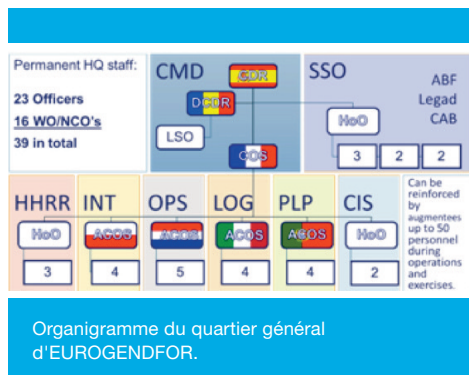 Permanent HQ staff:
23 Officers
16 WO/NCO's
39 in total
CMD
CDR
DCDR
LSO
COS
SSO
ABF
Legad
CAB
HoO
3 2 2
HHRR INT OPS LOG PLP CIS
HoO ACOS ACOS ACOS ACOS HoO
3 4 5 4 4 2
Can be
reinforced
by
augmentees
up to 50
personnel
during
operations
and
exercises.
Organigramme du quartier général
d'EUROGENDFOR.